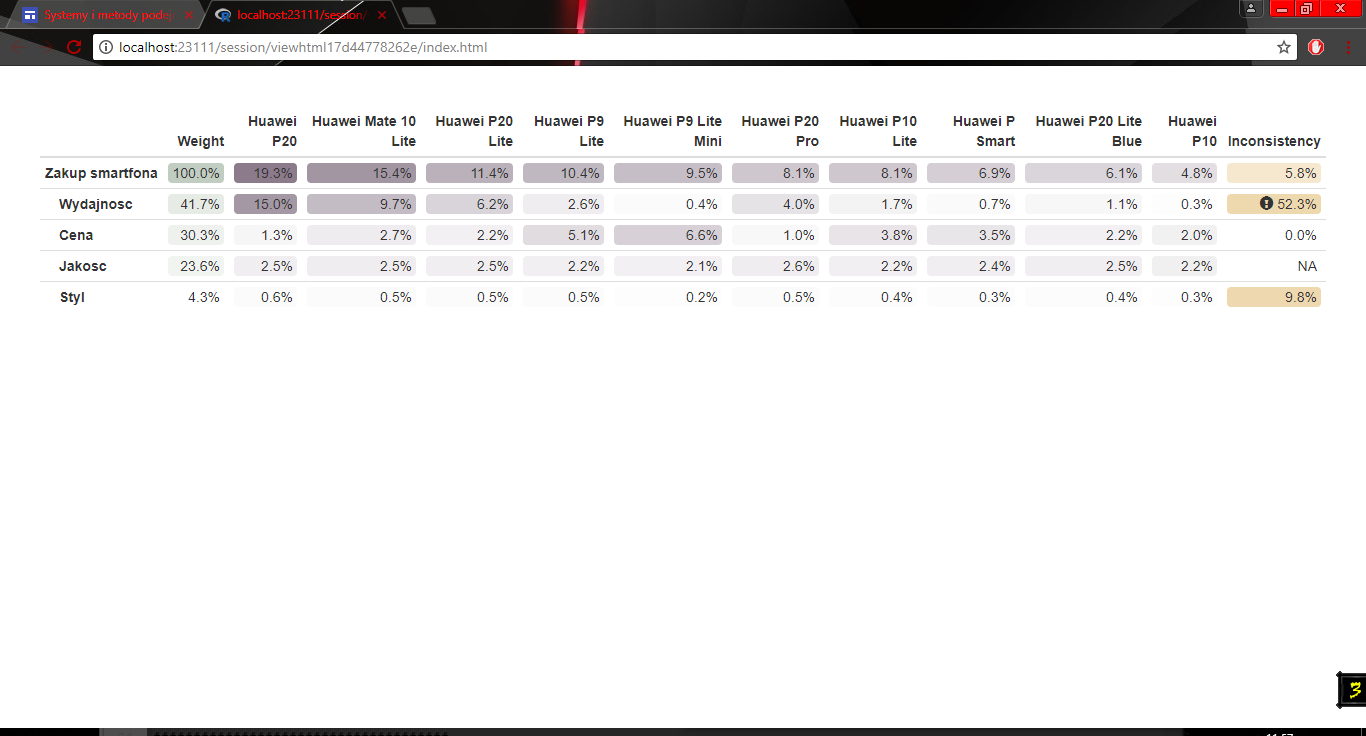 Systemy i metody podej
localhost:23111/session/
localhost:23111/session/viewhtml17d44778262e/index.html
Weight Huawei P20 Huawei Mate 10 Lite Huawei P20 Lite Huawei P9 Lite Huawei P9 Lite Mini Huawei P20 Pro Huawei P10 Lite Huawei P Smart Huawei P20 Lite Blue Huawei P10 Inconsistency
Zakup smartfona 100.0% 19.3% 15.4% 11.4% 10.4% 9.5% 8.1% 8.1% 6.9% 6.1% 4.8% 5.8%
Wydajnosc 41.7% 15.0% 9.7% 6.2% 2.6% 0.4% 4.0% 1.7% 0.7% 1.1% 0.3% 52.3%
Cena 30.3% 1.3% 2.7% 2.2% 5.1% 6.6% 1.0% 3.8% 3.5% 2.2% 2.0% 0.0%
Jakosc 23.6% 2.5% 2.5% 2.5% 2.2% 2.1% 2.6% 2.2% 2.4% 2.5% 2.2% NA
Styl 4.3% 0.6% 0.5% 0.5% 0.5% 0.2% 0.5% 0.4% 0.3% 0.4% 0.3% 9.8%
3